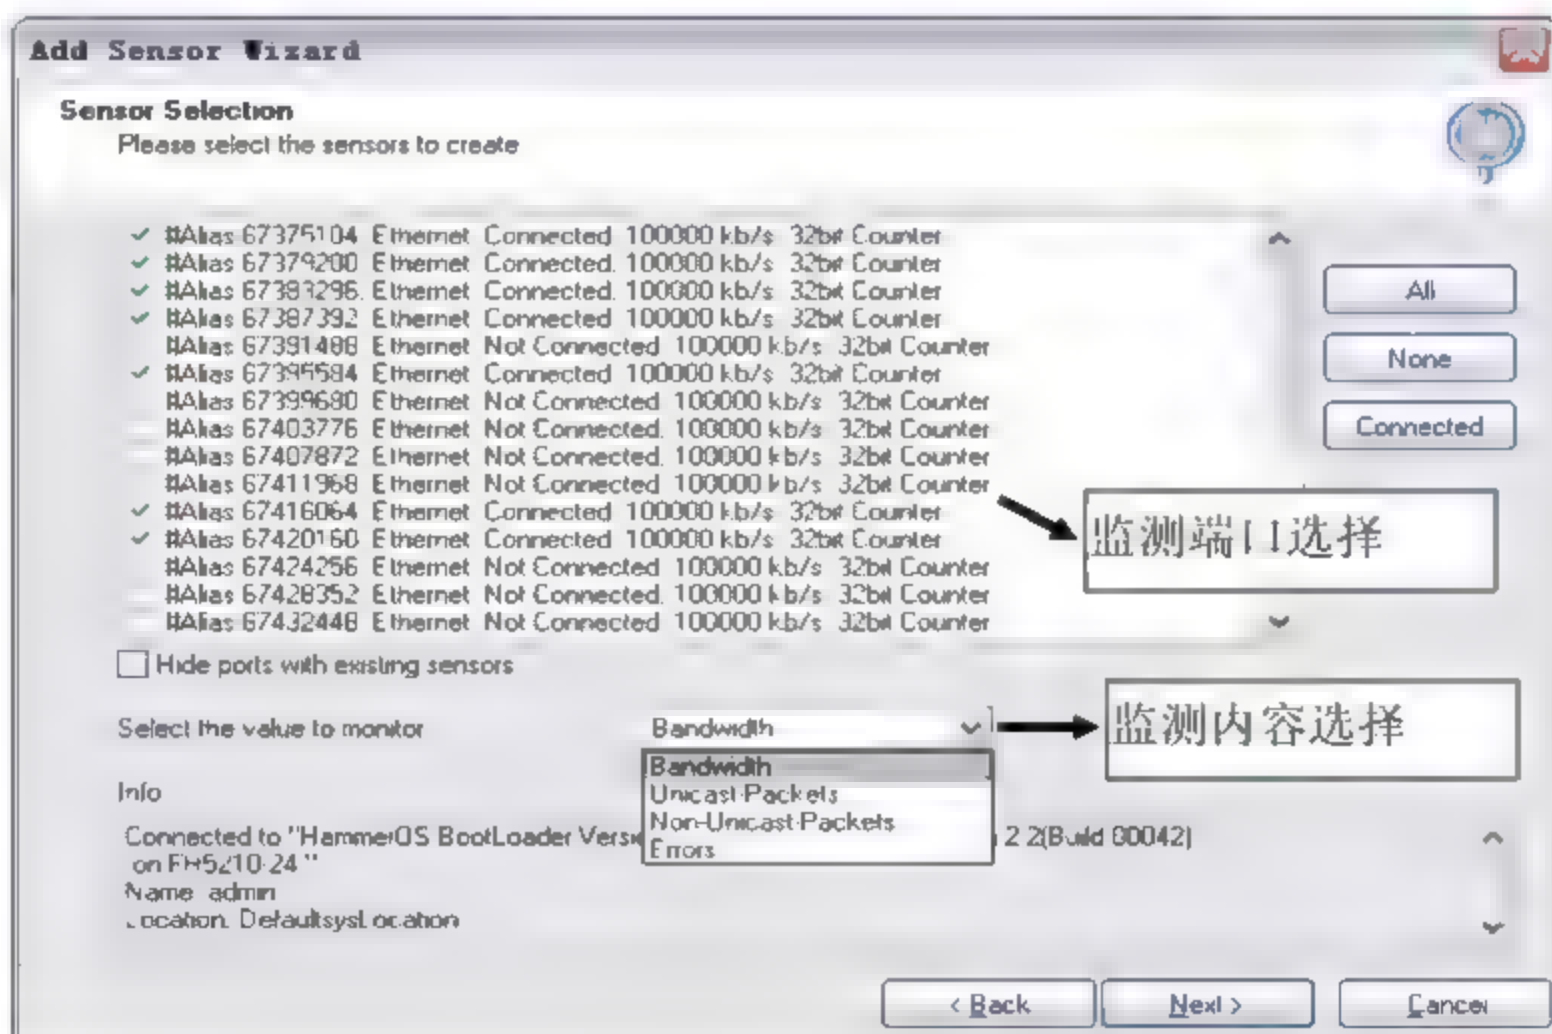 Add Sensor Wizard
Sensor Selection
Please select the sensors to create
#Alias 67375104 Ethernet Connected 100000 kb/s 32bit Counter
#Alias 67379200 Ethernet Connected. 100000 kb/s 32bit Counter
#Alias 67383296. Ethernet Connected. 100000 kb/s 32bit Counter
#Alias 67387392 Ethernet Connected 100000 kb/s 32bit Counter
#Alias 67391488 Ethernet Not Connected 100000 kb/s 32bit Counter
#Alias 67395584 Ethernet Connected 100000 kb/s 32bit Counter
#Alias 67399680 Ethernet Not Connected 100000 kb/s 32bit Counter
#Alias 67403776 Ethernet Not Connected. 100000 kb/s 32bit Counter
#Alias 67407872 Ethernet Not Connected. 100000 kb/s 32bit Counter
#Alias 67411968 Ethernet Not Connected 100000 kb/s 32bit Counter
#Alias 67416064 Ethernet Connected 100000 kb/s 32bit Counter
#Alias 67420160 Ethernet Connected 100000 kb/s 32bit Counter
#Alias 67424256 Ethernet Not Connected 100000 kb/s 32bit Counter
#Alias 67428352 Ethernet Not Connected. 100000 kb/s 32bit Counter
#Alias 67432448 Ethernet Not Connected 100000 kb/s 32bit Counter
All
None
Connected
监测端口选择
Hide ports with existing sensors
Select the value to monitor
Bandwidth
监测内容选择
Bandwidth
Unicast-Packets
Non-Unicast-Packets
Errors
Info
Connected to "HammerOS BootLoader Versi 2.2(Build 00042)
on 24"
Name admin
Location. DefaultsysLocation
< Back
Next >
Cancel